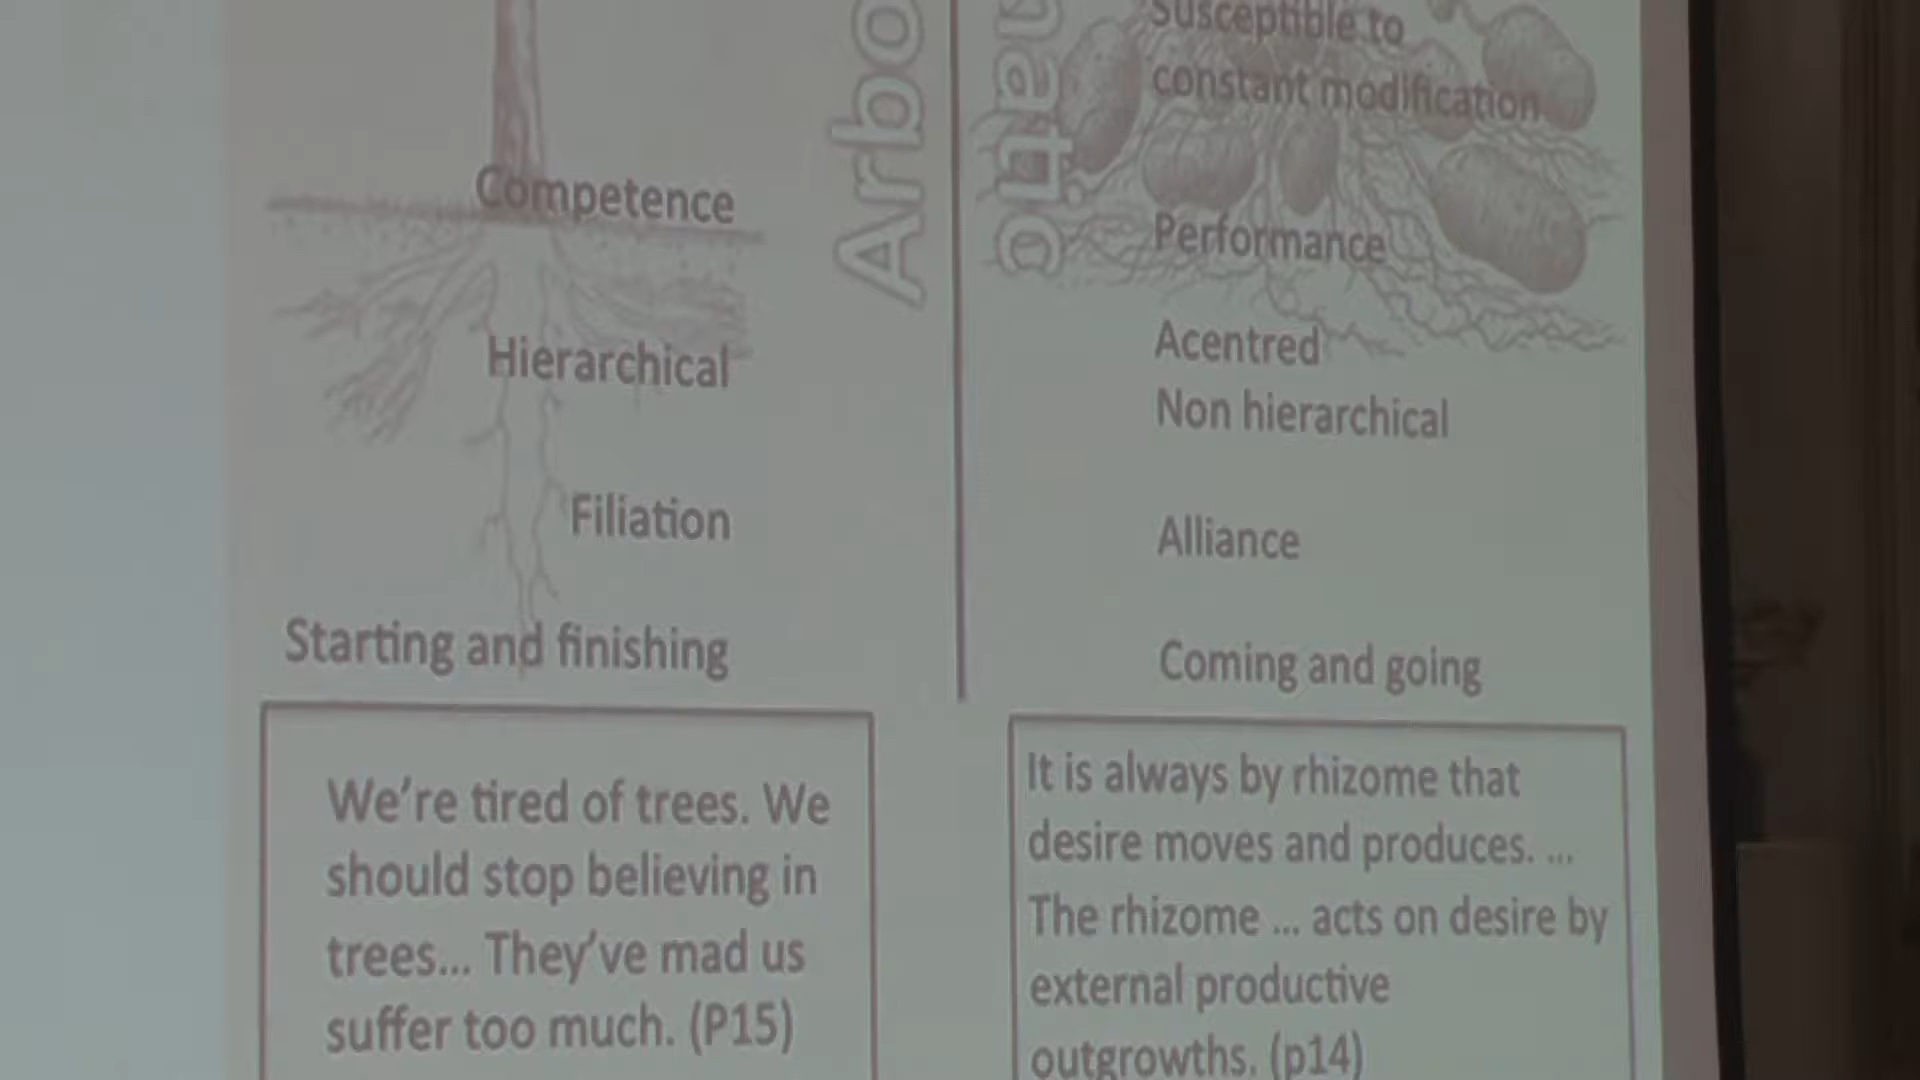 Arbo
Competence
Hierarchical
Filiation
Starting and finishing
We're tired of trees. We
should stop believing in
trees... They've mad us
suffer too much. (P15)
matic
Susceptible to
constant modification
Performance
Acentred
Non hierarchical
Alliance
Coming and going
It is always by rhizome that
desire moves and produces. ...
The rhizome ... acts on desire by
external productive
outgrowths. (p14)